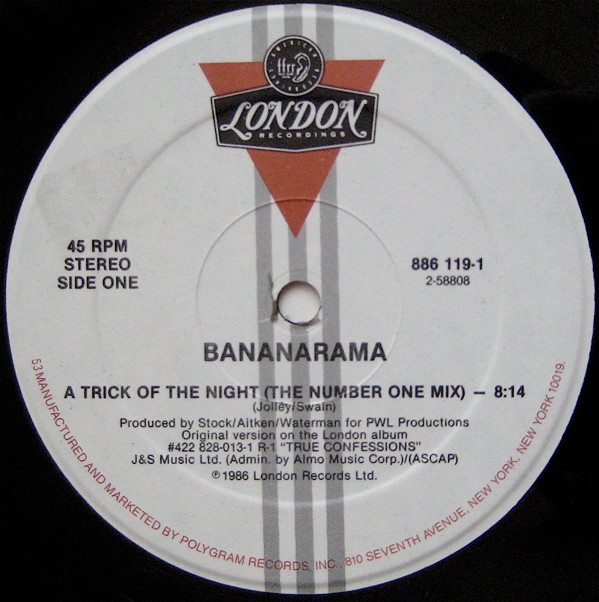 AMERICAN
ffrr
RECORDINGS
LONDON
RECORDINGS
45 RPM
STEREO
SIDE ONE
886 119-1
2-58808
BANANARAMA
A TRICK OF THE NIGHT (THE NUMBER ONE MIX) — 8:14
(Jolley/Swain)
Produced by Stock/Aitken/Waterman for PWL Productions
Original version on the London album
#422 828-013-1 R-1 "TRUE CONFESSIONS"
J&S Music Ltd. (Admin. by Almo Music Corp.)/(ASCAP)
℗1986 London Records Ltd.
53 MANUFACTURED AND MARKETED BY POLYGRAM RECORDS, INC., 810 SEVENTH AVENUE, NEW YORK, NEW YORK 10019.